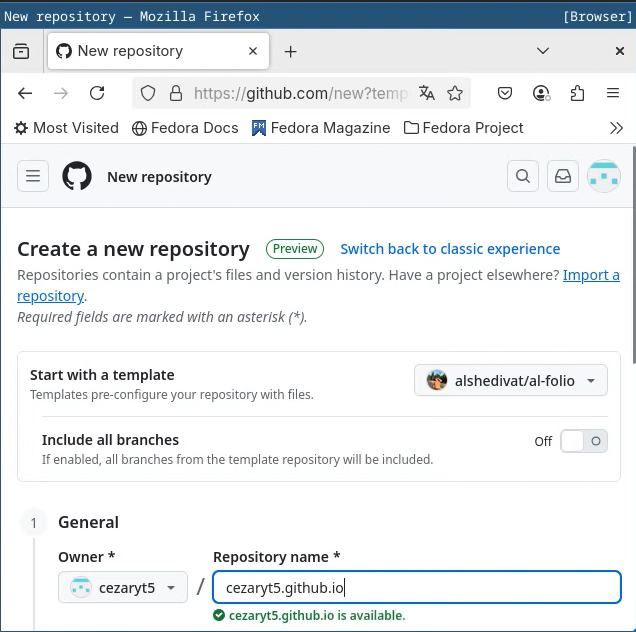 New repository — Mozilla Firefox [Browser]
New repository
https://github.com/new?temp
Most Visited Fedora Docs Fedora Magazine Fedora Project
New repository
Create a new repository Preview Switch back to classic experience
Repositories contain a project's files and version history. Have a project elsewhere? Import a
repository.
Required fields are marked with an asterisk (*).
Start with a template alshedivat/al-folio
Templates pre-configure your repository with files.
Include all branches Off
If enabled, all branches from the template repository will be included.
1 General
Owner * Repository name *
cezaryt5 / cezaryt5.github.io
cezaryt5.github.io is available.